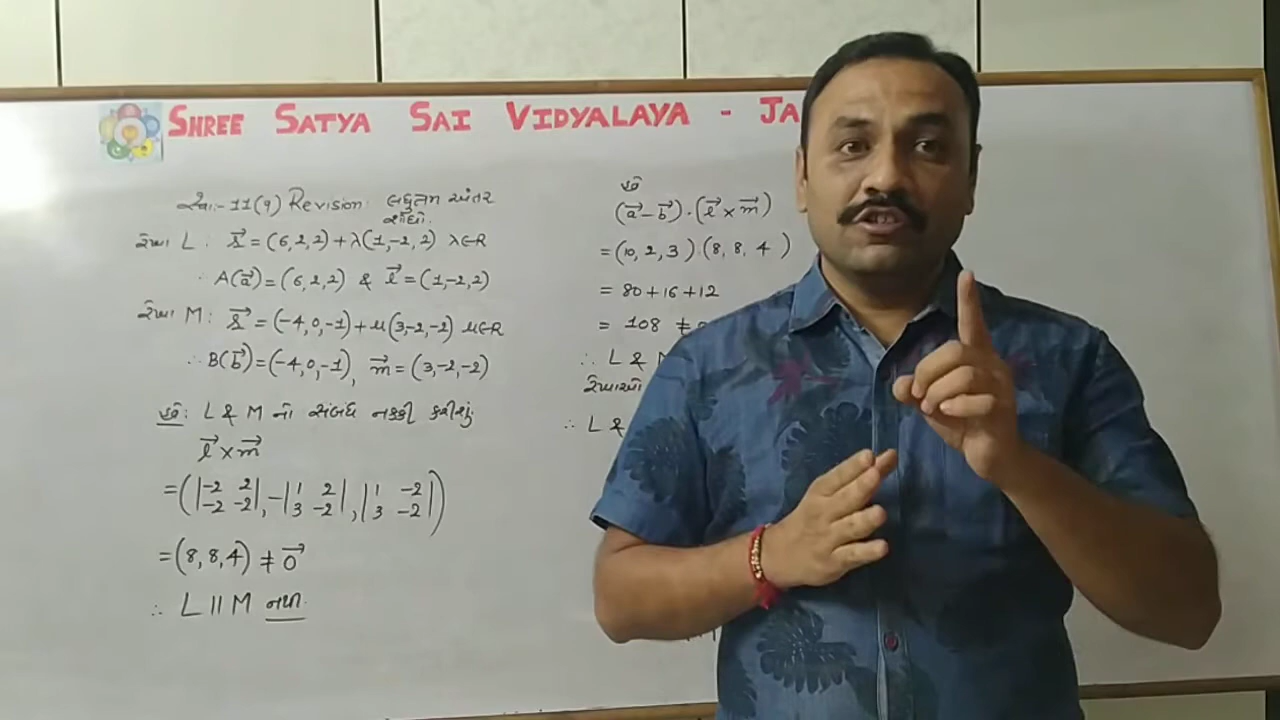 SHREE SATYA SAI VIDYALAYA - JA
સ્વા:- 11(9) Revision: લઘુત્તમ અંતર
શોધો.
રેખા L: r⃗ = (6,2,2) + λ(1,-2,2) λ∈R
∴ A(a⃗) = (6,2,2) & l⃗ = (1,-2,2)
રેખા M: r⃗ = (-4,0,-1) + μ(3,-2,-2) μ∈R
∴ B(b⃗) = (-4,0,-1), m⃗ = (3,-2,-2)
L & M નો સંબંધ નક્કી કરીશું
l⃗ × m⃗
= (|-2 2|, -|1 2|, |1 -2|)
|-2 -2| |3 -2| |3 -2|
= (8,8,4) ≠ 0⃗
∴ L || M નથી.
(a⃗ - b⃗) · (l⃗ × m⃗)
= (10, 2, 3) · (8, 8, 4)
= 80 + 16 + 12
= 108 ≠
∴ L &
રેખાઓ
∴ L &